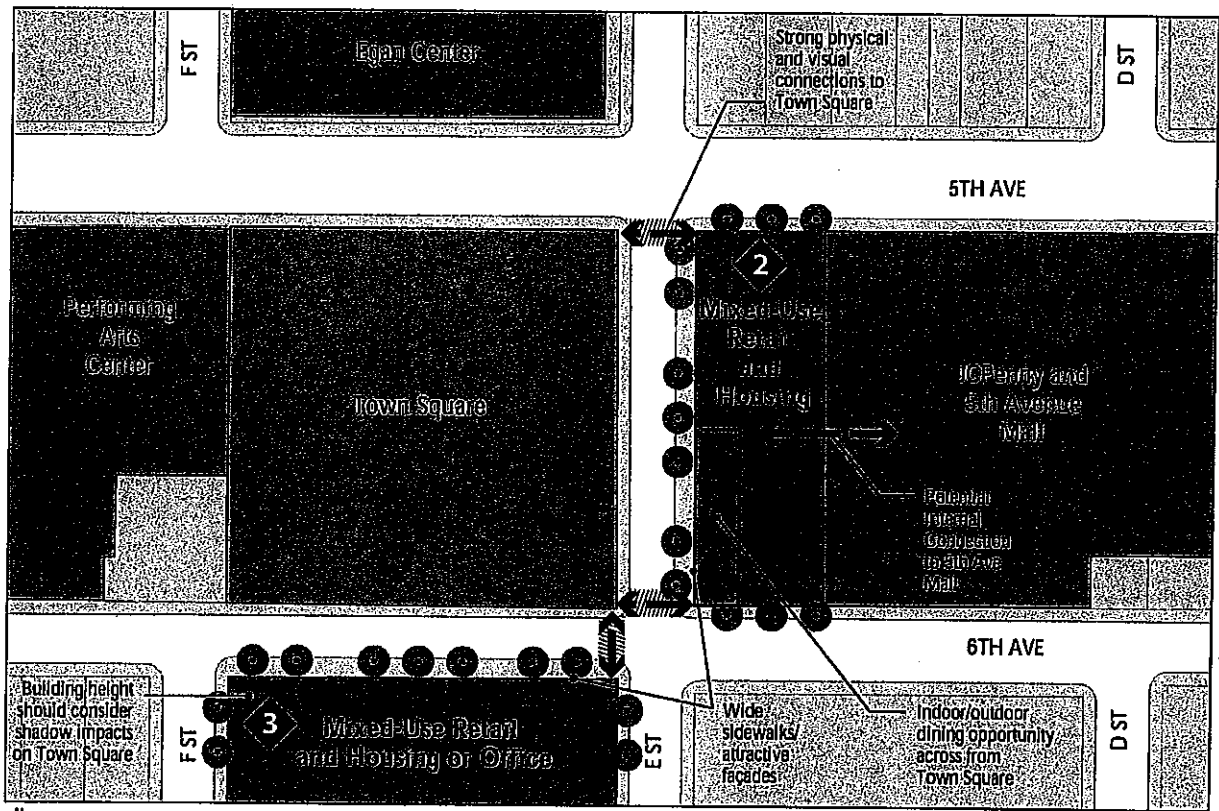 F ST
Egan Center
Strong physical
and visual
connections to
Town Square
D ST
5TH AVE
2
Performing
Arts
Center
Town Square
Mixed-Use
Retail
and
Housing
JCPenny and
5th Avenue
Mall
Potential
Internal
Connection
to 5th Ave
Mall
6TH AVE
Building height
should consider
shadow impacts
on Town Square
F ST
3
Mixed-Use Retail
and Housing or Office
E ST
Wide
sidewalks/
attractive
façades
Indoor/outdoor
dining opportunity
across from
Town Square
D ST